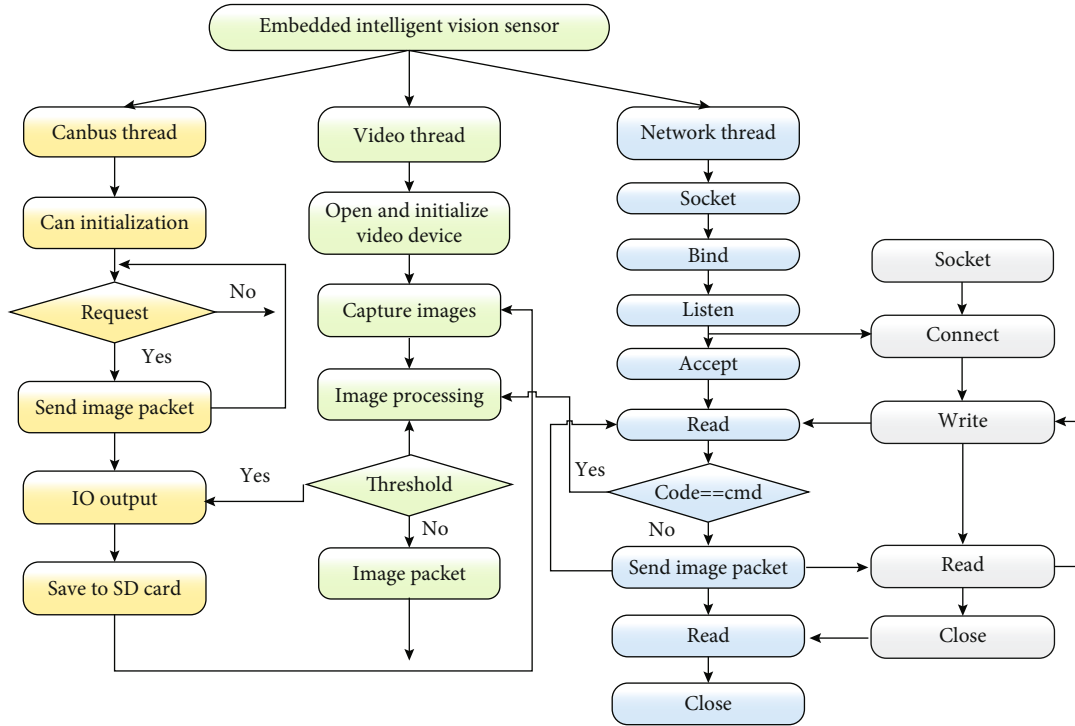 Embedded intelligent vision sensor
Canbus thread
Can initialization
Request
No
Yes
Send image packet
IO output
Save to SD card
Video thread
Open and initialize
video device
Capture images
Image processing
Threshold
Yes
No
Image packet
Network thread
Socket
Bind
Listen
Accept
Read
Code==cmd
Yes
No
Send image packet
Read
Close
Socket
Connect
Write
Read
Close